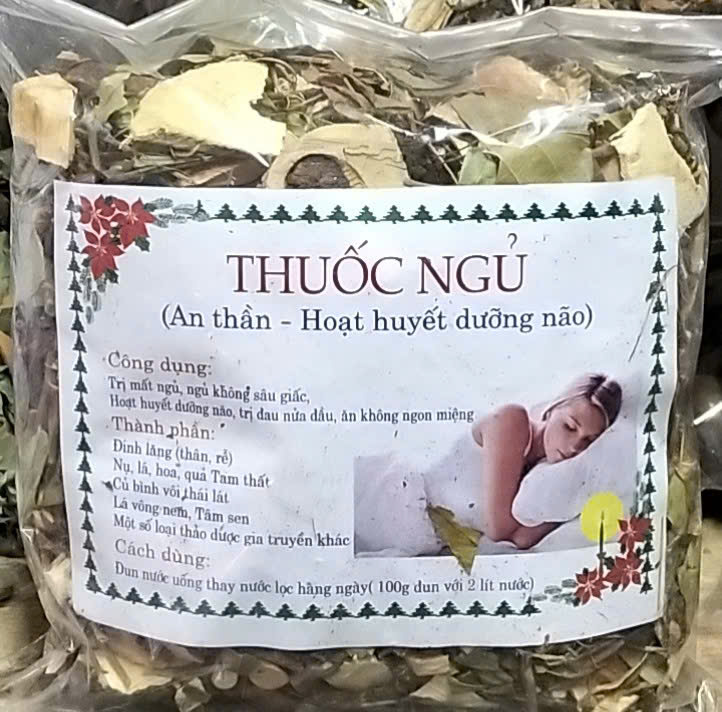 THUỐC NGỦ
(An thần - Hoạt huyết dưỡng não)
Công dụng:
Trị mất ngủ, ngủ không sâu giấc,
Hoạt huyết dưỡng não, trị đau nửa đầu, ăn không ngon miệng
Thành phần:
Đinh lăng (thân, rễ)
Nụ, lá, hoa, quả Tam thất
Củ bình vôi thái lát
Lá vông nem, Tâm sen
Một số loại thảo dược gia truyền khác
Cách dùng:
Đun nước uống thay nước lọc hàng ngày( 100g đun với 2 lít nước)